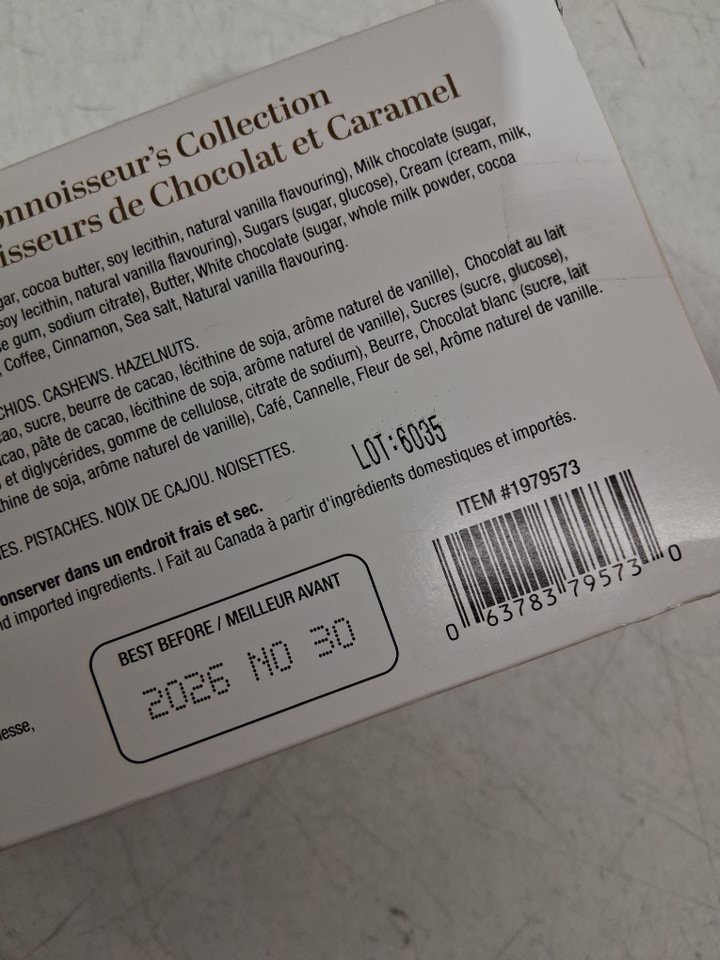 onnoisseur's Collection
isseurs de Chocolat et Caramel
gar, cocoa butter, soy lecithin, natural vanilla flavouring), Milk chocolate (sugar,
soy lecithin, natural vanilla flavouring), Sugars (sugar, glucose), Cream (cream, milk,
e gum, sodium citrate), Butter, White chocolate (sugar, whole milk powder, cocoa
, Coffee, Cinnamon, Sea salt, Natural vanilla flavouring.
CHIOS. CASHEWS. HAZELNUTS.
ao, sucre, beurre de cacao, lécithine de soja, arôme naturel de vanille), Chocolat au lait
cao, pâte de cacao, lécithine de soja, arôme naturel de vanille), Sucres (sucre, glucose),
et diglycérides, gomme de cellulose, citrate de sodium), Beurre, Chocolat blanc (sucre, lait
thine de soja, arôme naturel de vanille), Café, Cannelle, Fleur de sel, Arôme naturel de vanille.
LOT:6035
ES. PISTACHES. NOIX DE CAJOU. NOISETTES.
onserver dans un endroit frais et sec.
nd imported ingredients. | Fait au Canada à partir d'ingrédients domestiques et importés.
ITEM #1979573
0 63783 79573 0
BEST BEFORE / MEILLEUR AVANT
2026 NO 30
esse,